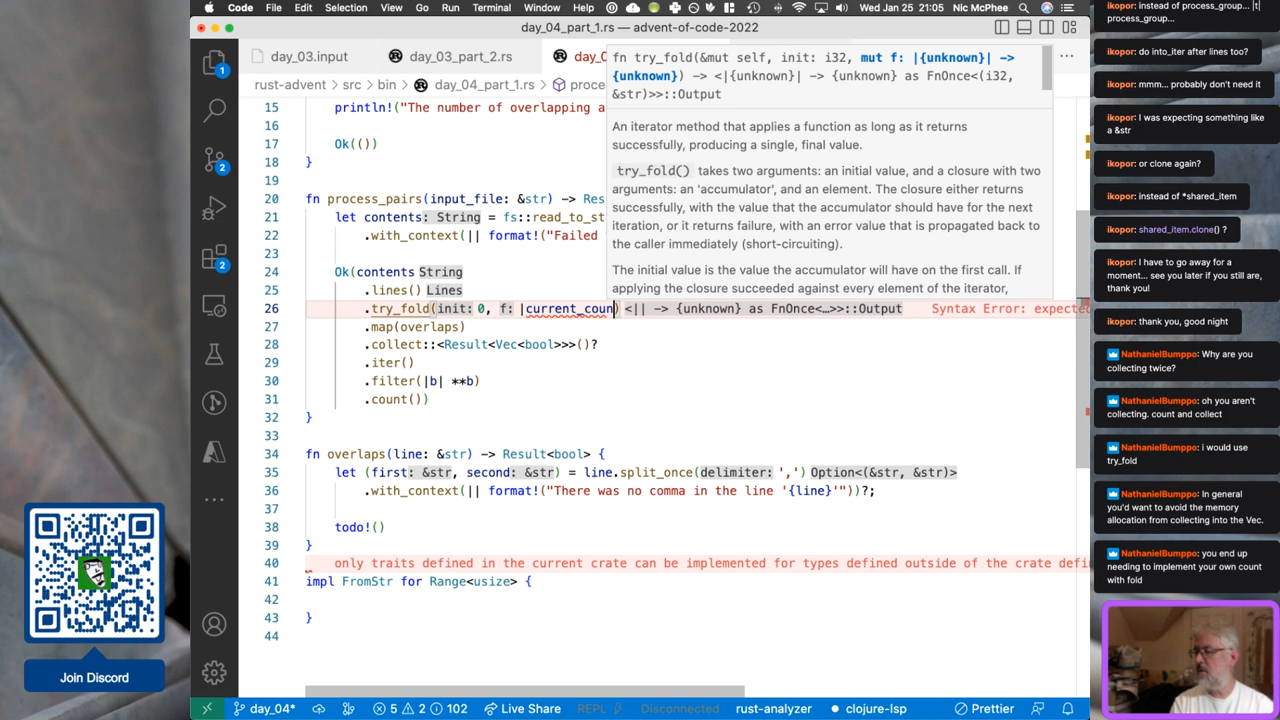 Code File Edit Selection View Go Run Terminal Window Wed Jan 25 21:05 Nic McPhee
day_04_part_1.rs — advent-of-code-2022
day_03.input day_03_part_2.rs day_0
rust-advent > src > bin > day_04_part_1.rs > proce
fn try_fold(&mut self, init: i32, mut f: |{unknown}| ->
{unknown}) -> <|{unknown}| -> {unknown} as FnOnce<(i32,
&str)>>::Output
An iterator method that applies a function as long as it returns
successfully, producing a single, final value.
try_fold() takes two arguments: an initial value, and a closure with two
arguments: an 'accumulator', and an element. The closure either returns
successfully, with the value that the accumulator should have for the next
iteration, or it returns failure, with an error value that is propagated back to
the caller immediately (short-circuiting).
The initial value is the value the accumulator will have on the first call. If
applying the closure succeeded against every element of the iterator,
15 println!("The number of overlapping a
16
17 Ok(())
18 }
19
20 fn process_pairs(input_file: &str) -> Res
21 let contents: String = fs::read_to_st
22 .with_context(|| format!("Failed
23
24 Ok(contents String
25 .lines() Lines
26 .try_fold(init: 0, f: |current_coun) <|| -> {unknown} as FnOnce<…>>::Output Syntax Error: expected
27 .map(overlaps)
28 .collect::<Result<Vec<bool>>>()?
29 .iter()
30 .filter(|b| **b)
31 .count())
32 }
33
34 fn overlaps(line: &str) -> Result<bool> {
35 let (first: &str, second: &str) = line.split_once(delimiter: ',') Option<(&str, &str)>
36 .with_context(|| format!("There was no comma in the line '{line}'"))?;
37
38 todo!()
39 }
40 only traits defined in the current crate can be implemented for types defined outside of the crate defi
41 impl FromStr for Range<usize> {
42
43 }
44
1
2
2
day_04* 5 2 102 Live Share REPL Disconnected rust-analyzer clojure-lsp Prettier
Join Discord
ikopor: instead of process_group... |t|
process_group...
ikopor: do into_iter after lines too?
ikopor: mmm... probably don't need it
ikopor: I was expecting something like
a &str
ikopor: or clone again?
ikopor: instead of *shared_item
ikopor: shared_item.clone() ?
ikopor: I have to go away for a
moment... see you later if you still are,
thank you!
ikopor: thank you, good night
NathanielBumppo: Why are you
collecting twice?
NathanielBumppo: oh you aren't
collecting. count and collect
NathanielBumppo: i would use
try_fold
NathanielBumppo: In general
you'd want to avoid the memory
allocation from collecting into the Vec.
NathanielBumppo: you end up
needing to implement your own count
with fold